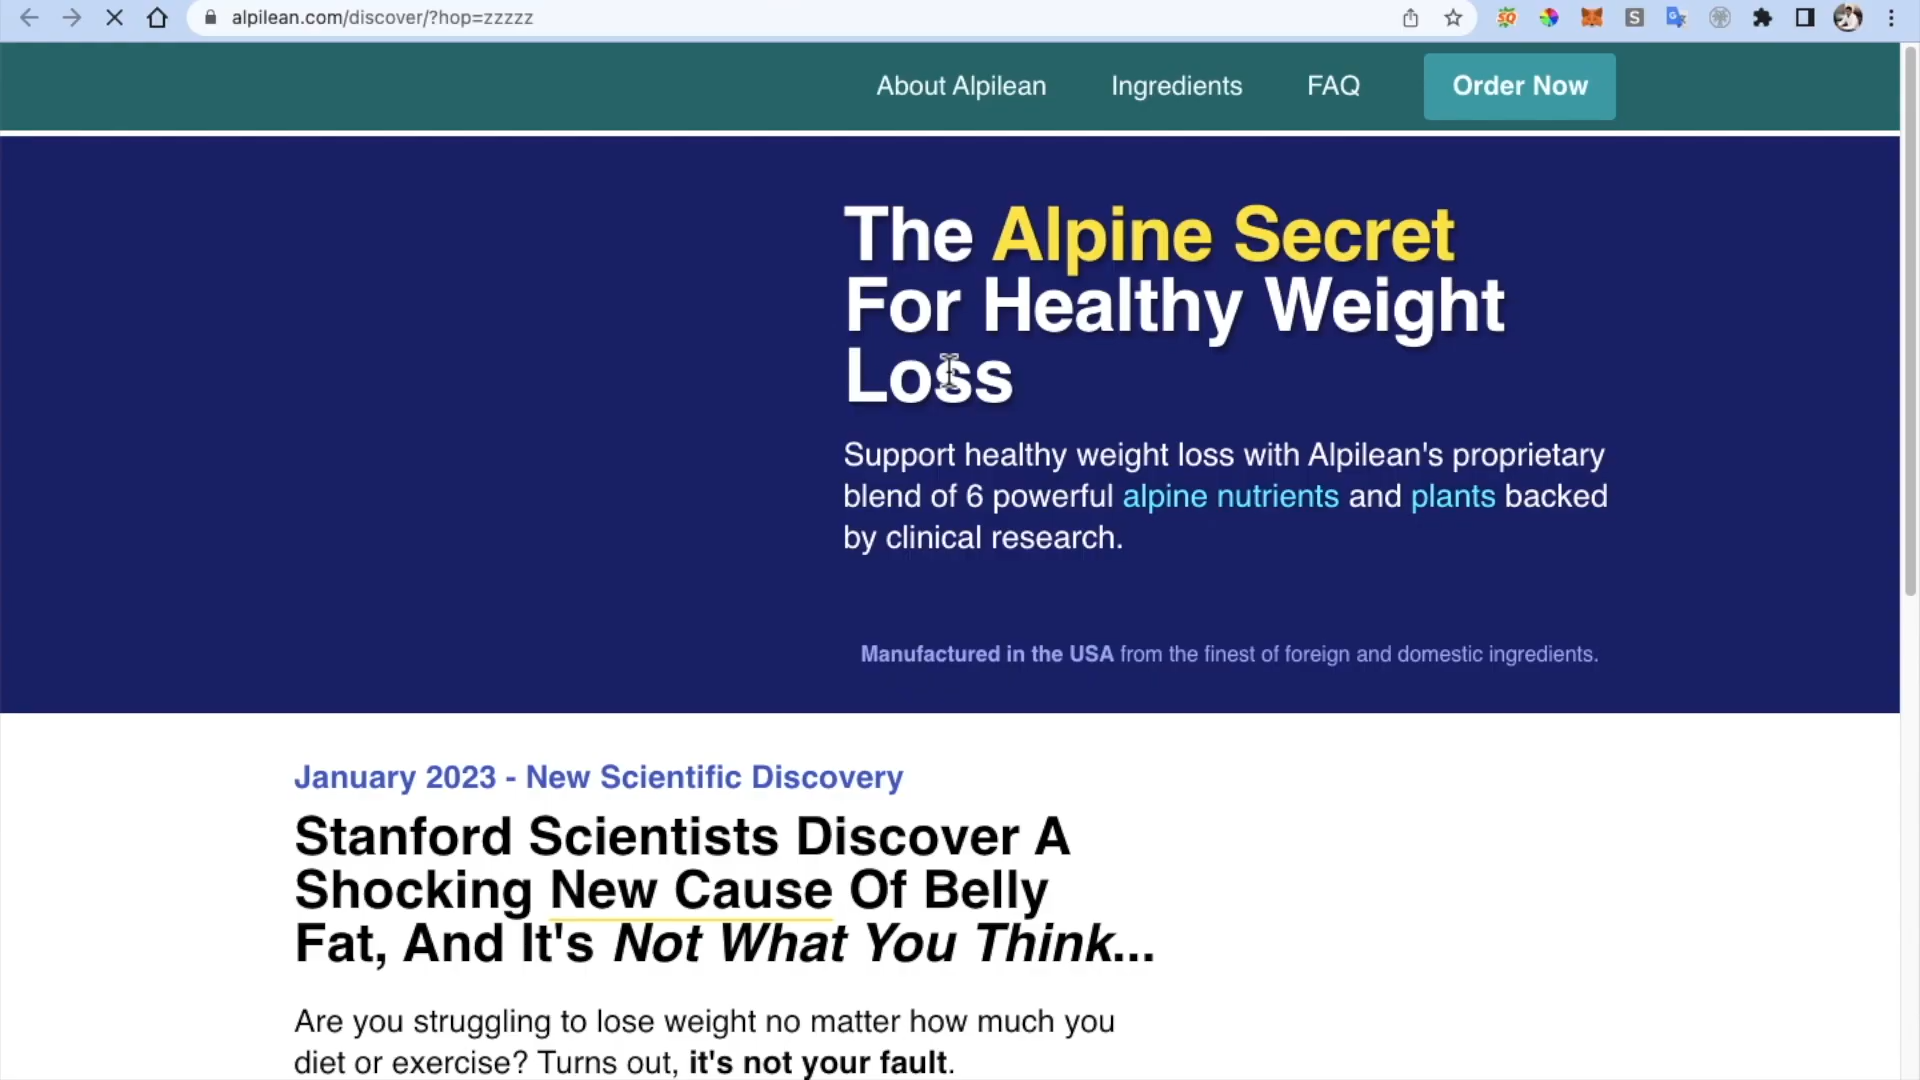 alpilean.com/discover/?hop=zzzzz
About Alpilean
Ingredients
FAQ
Order Now
The Alpine Secret
For Healthy Weight
Loss
Support healthy weight loss with Alpilean's proprietary
blend of 6 powerful alpine nutrients and plants backed
by clinical research.
Manufactured in the USA from the finest of foreign and domestic ingredients.
January 2023 - New Scientific Discovery
Stanford Scientists Discover A
Shocking New Cause Of Belly
Fat, And It's Not What You Think...
Are you struggling to lose weight no matter how much you
diet or exercise? Turns out, it's not your fault.